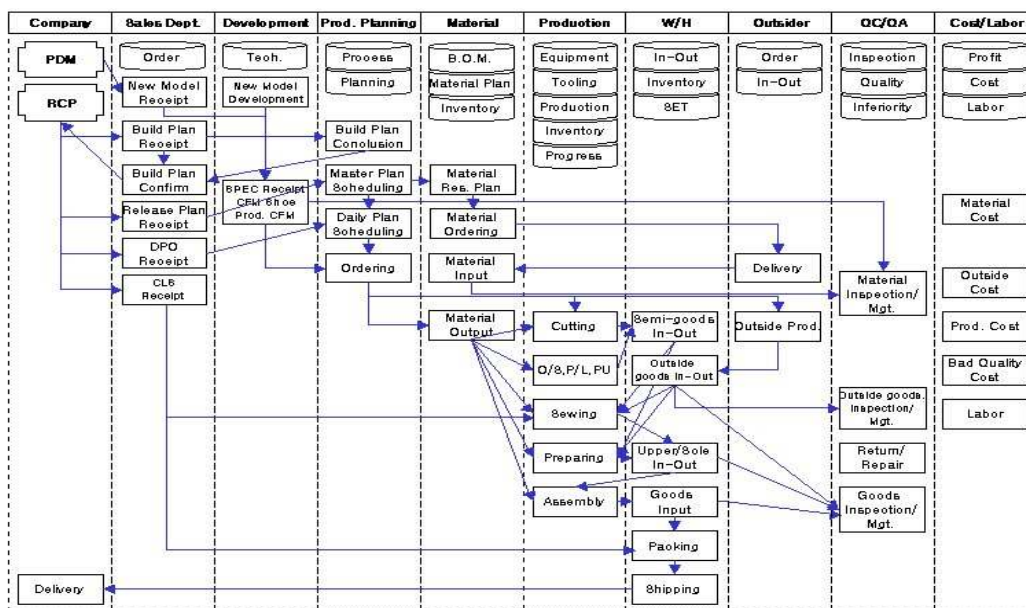 Company
Sales Dept.
Development
Prod. Planning
Material
Production
W/H
Outsider
QC/QA
Cost/Labor
PDM
RCP
Delivery
Order
New Model
Receipt
Build Plan
Receipt
Build Plan
Confirm
Release Plan
Receipt
DPO
Receipt
CLS
Receipt
Tech.
New Model
Development
SPEC Receipt
CFM Shoe
Prod. CFM
Process
Planning
Build Plan
Conclusion
Master Plan
Scheduling
Daily Plan
Scheduling
Ordering
B.O.M.
Material Plan
Inventory
Material
Res. Plan
Material
Ordering
Material
Input
Material
Output
Equipment
Tooling
Production
Inventory
Progress
Cutting
O/S,P/L,PU
Sewing
Preparing
Assembly
In-Out
Inventory
SET
Semi-goods
In-Out
Outside
goods In-Out
Upper/Sole
In-Out
Goods
Input
Packing
Shipping
Order
In-Out
Delivery
Outside Prod.
Inspection
Quality
Inferiority
Material
Inspection/
Mgt.
Outside goods.
Inspection/
Mgt.
Return/
Repair
Goods
Inspection/
Mgt.
Profit
Cost
Labor
Material
Cost
Outside
Cost
Prod. Cost
Bad Quality
Cost
Labor